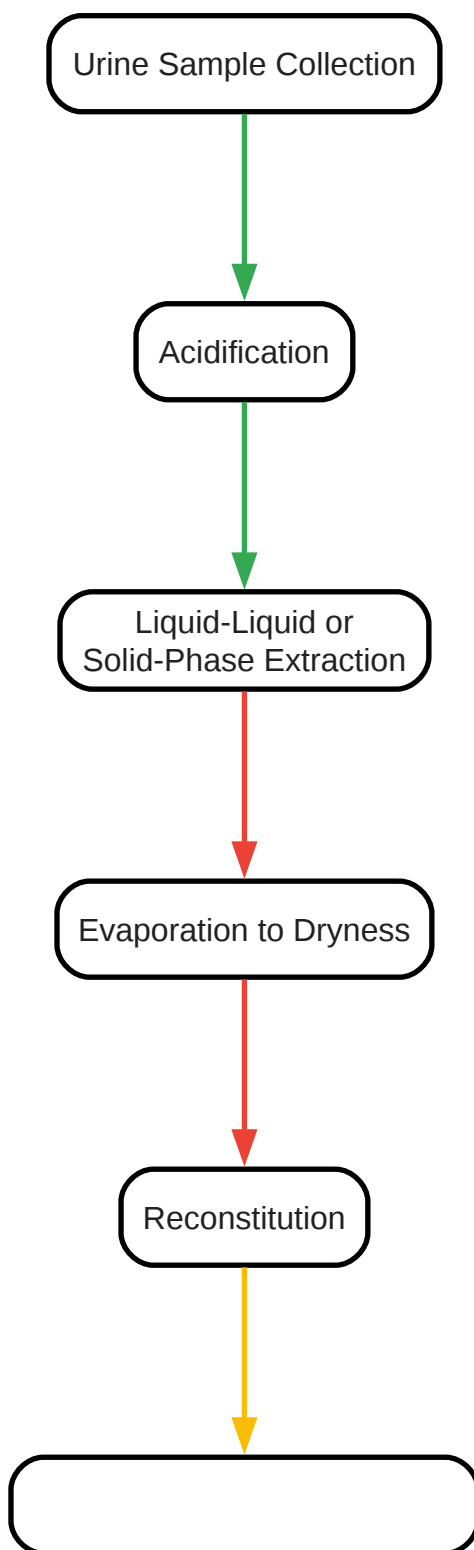 Urine Sample Collection
Acidification
Liquid-Liquid or
Solid-Phase Extraction
Evaporation to Dryness
Reconstitution